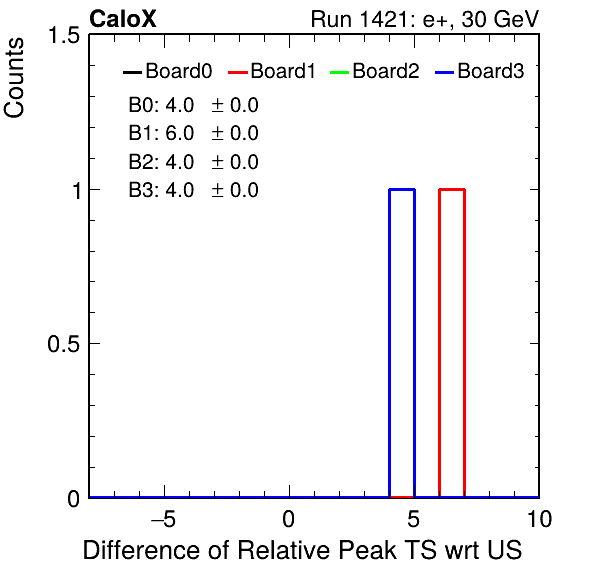 CaloX Run 1421: e+, 30 GeV
Counts
1.5
Board0 Board1 Board2 Board3
B0: 4.0 ± 0.0
B1: 6.0 ± 0.0
B2: 4.0 ± 0.0
B3: 4.0 ± 0.0
1
0.5
0
−5 0 5 10
Difference of Relative Peak TS wrt US